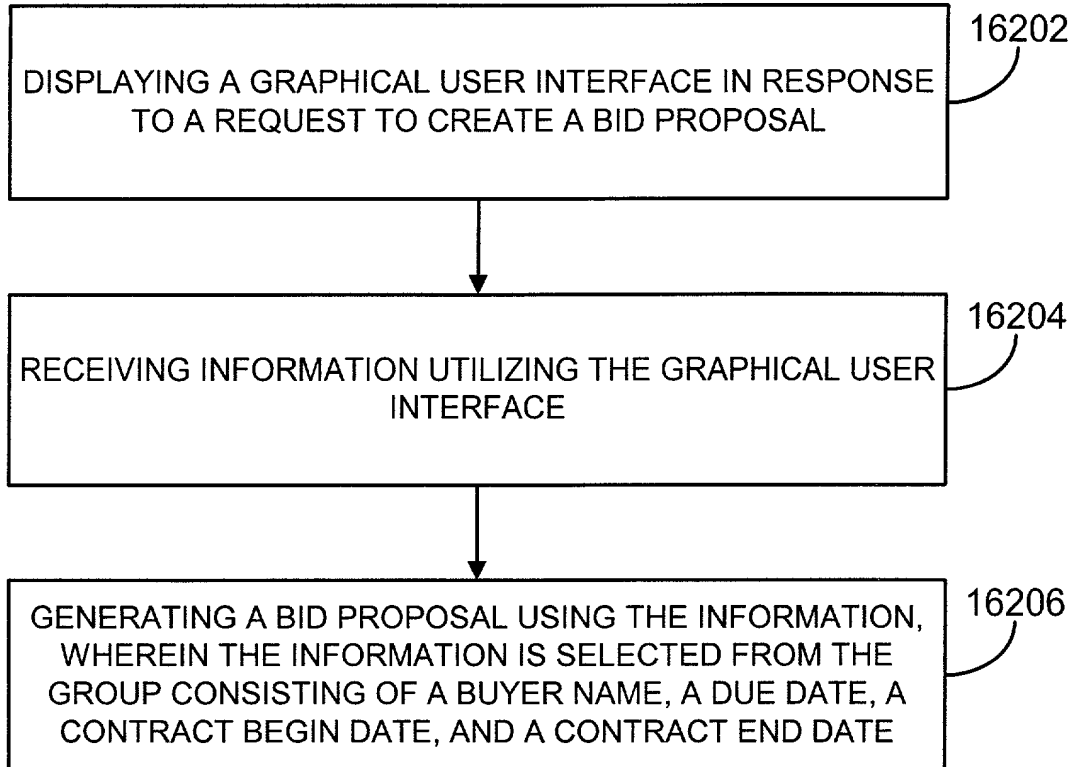 16202
DISPLAYING A GRAPHICAL USER INTERFACE IN RESPONSE
TO A REQUEST TO CREATE A BID PROPOSAL
16204
RECEIVING INFORMATION UTILIZING THE GRAPHICAL USER
INTERFACE
16206
GENERATING A BID PROPOSAL USING THE INFORMATION,
WHEREIN THE INFORMATION IS SELECTED FROM THE
GROUP CONSISTING OF A BUYER NAME, A DUE DATE, A
CONTRACT BEGIN DATE, AND A CONTRACT END DATE